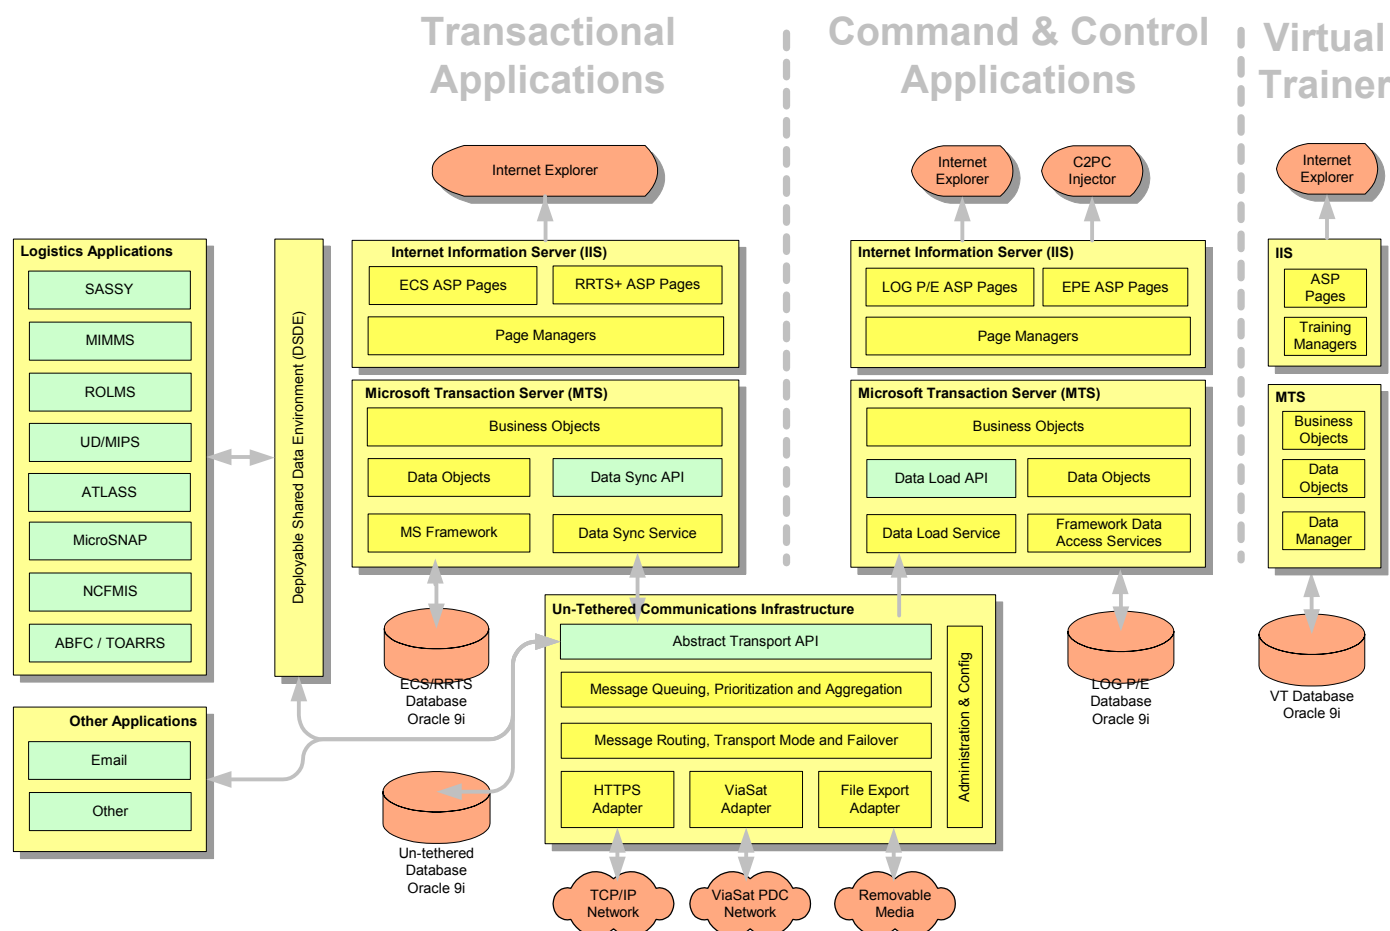 Transactional
Applications
Command & Control
Applications
Virtual
Trainer
Internet Explorer
Internet
Explorer
C2PC
Injector
Internet
Explorer
Logistics Applications
SASSY
MIMMS
ROLMS
UD/MIPS
ATLASS
MicroSNAP
NCFMIS
ABFC / TOARRS
Other Applications
Email
Other
Deployable Shared Data Environment (DSDE)
Internet Information Server (IIS)
ECS ASP Pages
RRTS+ ASP Pages
Page Managers
Microsoft Transaction Server (MTS)
Business Objects
Data Objects
Data Sync API
MS Framework
Data Sync Service
ECS/RRTS
Database
Oracle 9i
Un-tethered
Database
Oracle 9i
Un-Tethered Communications Infrastructure
Abstract Transport API
Message Queuing, Prioritization and Aggregation
Message Routing, Transport Mode and Failover
HTTPS
Adapter
ViaSat
Adapter
File Export
Adapter
Administration & Config
TCP/IP
Network
ViaSat PDC
Network
Removable
Media
Internet Information Server (IIS)
LOG P/E ASP Pages
EPE ASP Pages
Page Managers
Microsoft Transaction Server (MTS)
Business Objects
Data Load API
Data Objects
Data Load Service
Framework Data
Access Services
LOG P/E
Database
Oracle 9i
IIS
ASP
Pages
Training
Managers
MTS
Business
Objects
Data
Objects
Data
Manager
VT Database
Oracle 9i